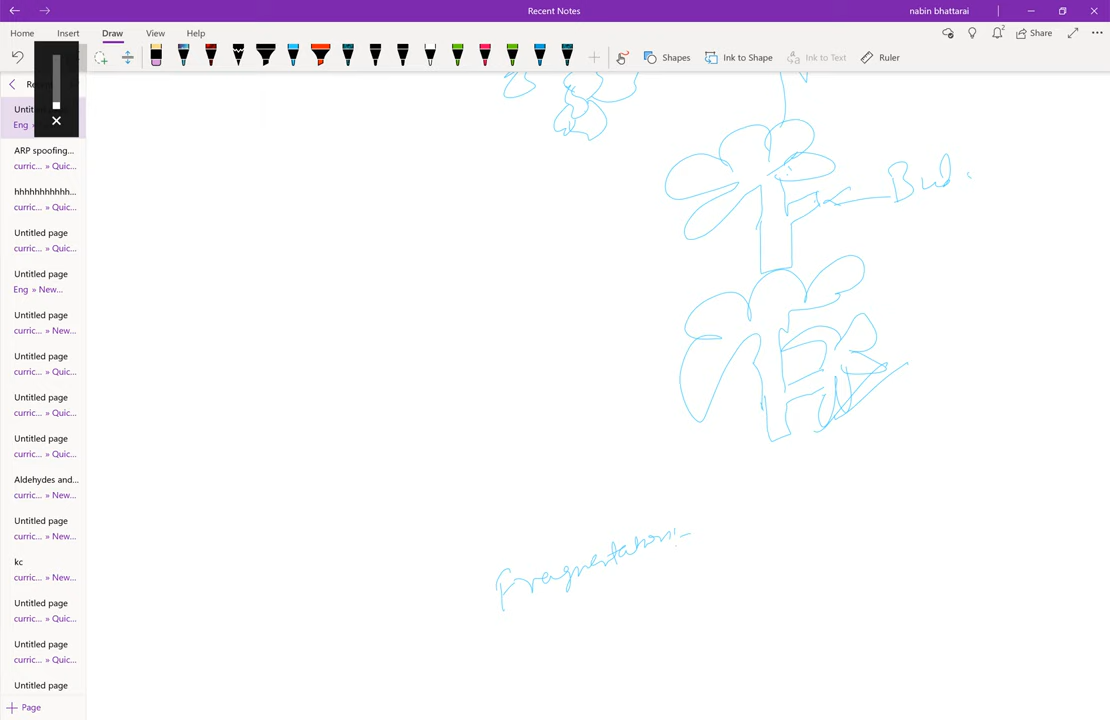 Recent Notes
nabin bhattarai
Home Insert Draw View Help
Share
Shapes Ink to Shape Ink to Text Ruler
Eng »
ARP spoofing...
curric... » Quic...
hhhhhhhhhhh...
curric... » Quic...
Untitled page
curric... » Quic...
Untitled page
Eng » New...
Untitled page
curric... » New...
Untitled page
curric... » Quic...
Untitled page
curric... » Quic...
Untitled page
curric... » Quic...
Aldehydes and...
curric... » New...
Untitled page
curric... » New...
kc
curric... » New...
Untitled page
curric... » Quic...
Untitled page
curric... » Quic...
Untitled page
Page
Bud
Fragmentation:-